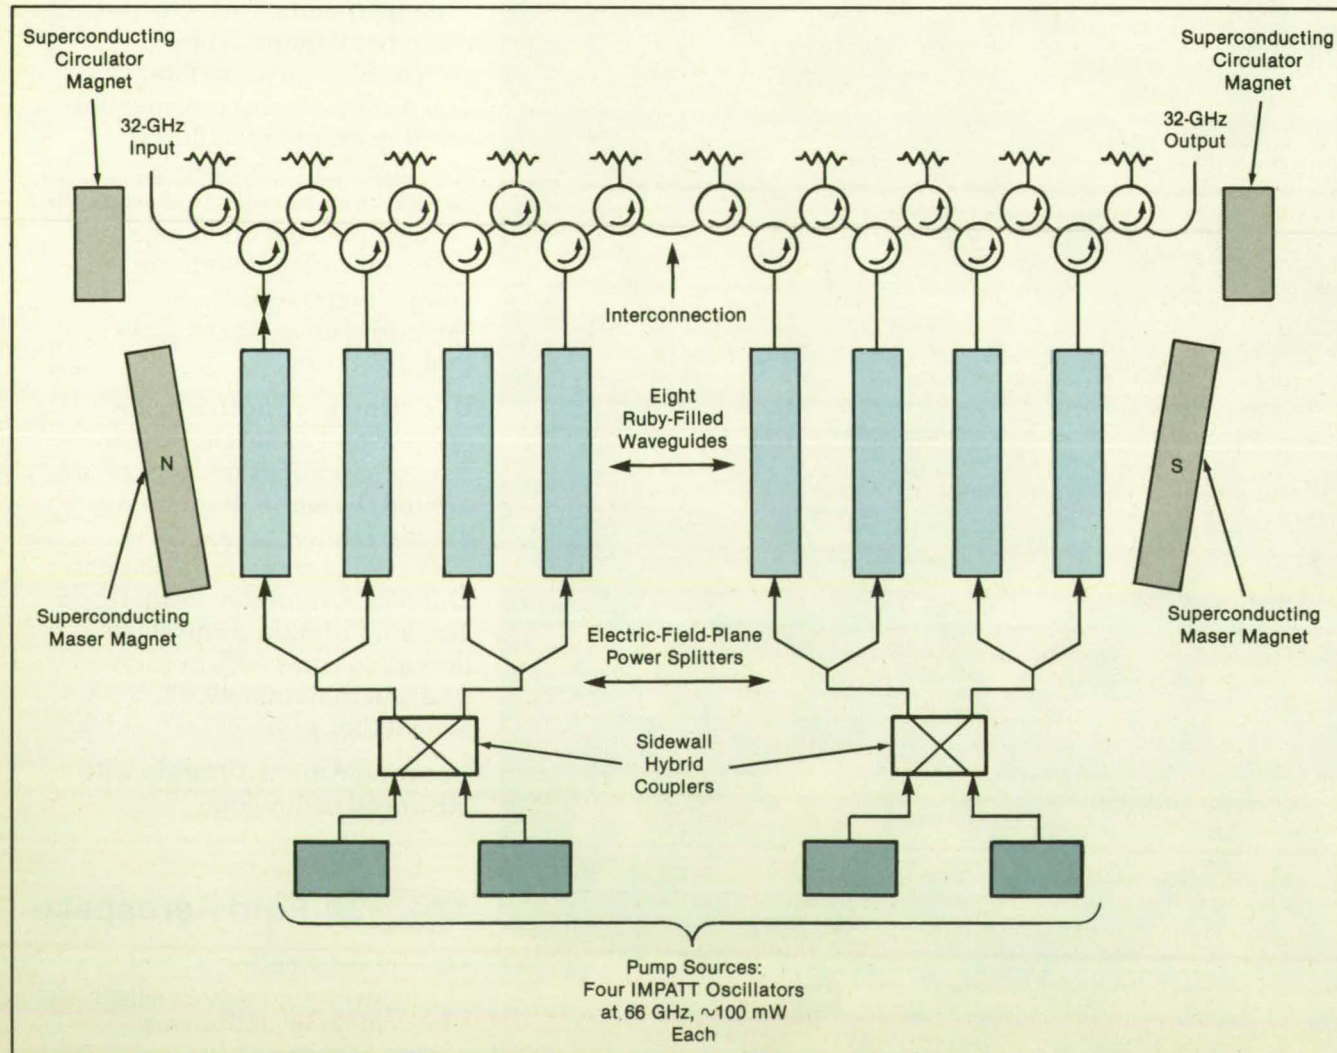 Superconducting
Circulator
Magnet
32-GHz
Input
Superconducting
Circulator
Magnet
32-GHz
Output
Interconnection
Eight
Ruby-Filled
Waveguides
N
S
Superconducting
Maser Magnet
Superconducting
Maser Magnet
Electric-Field-Plane
Power Splitters
Sidewall
Hybrid
Couplers
Pump Sources:
Four IMPATT Oscillators
at 66 GHz, ~100 mW
Each